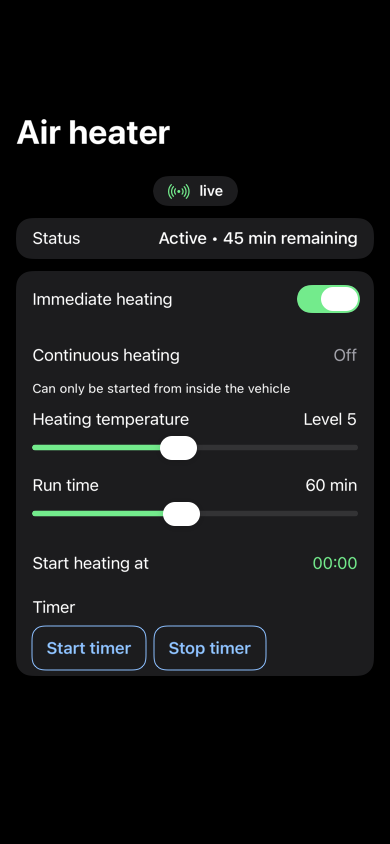 Air heater
live
Status Active • 45 min remaining
Immediate heating
Continuous heating Off
Can only be started from inside the vehicle
Heating temperature Level 5
Run time 60 min
Start heating at 00:00
Timer
Start timer Stop timer